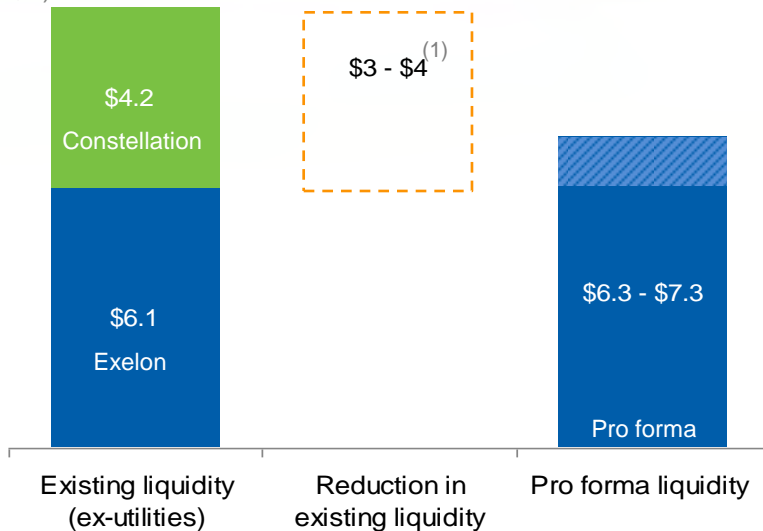 $4.2
Constellation
$6.1
Exelon
$3 - $4(1)
$6.3 - $7.3
Pro forma
Existing liquidity
(ex-utilities)
Reduction in
existing liquidity
Pro forma liquidity